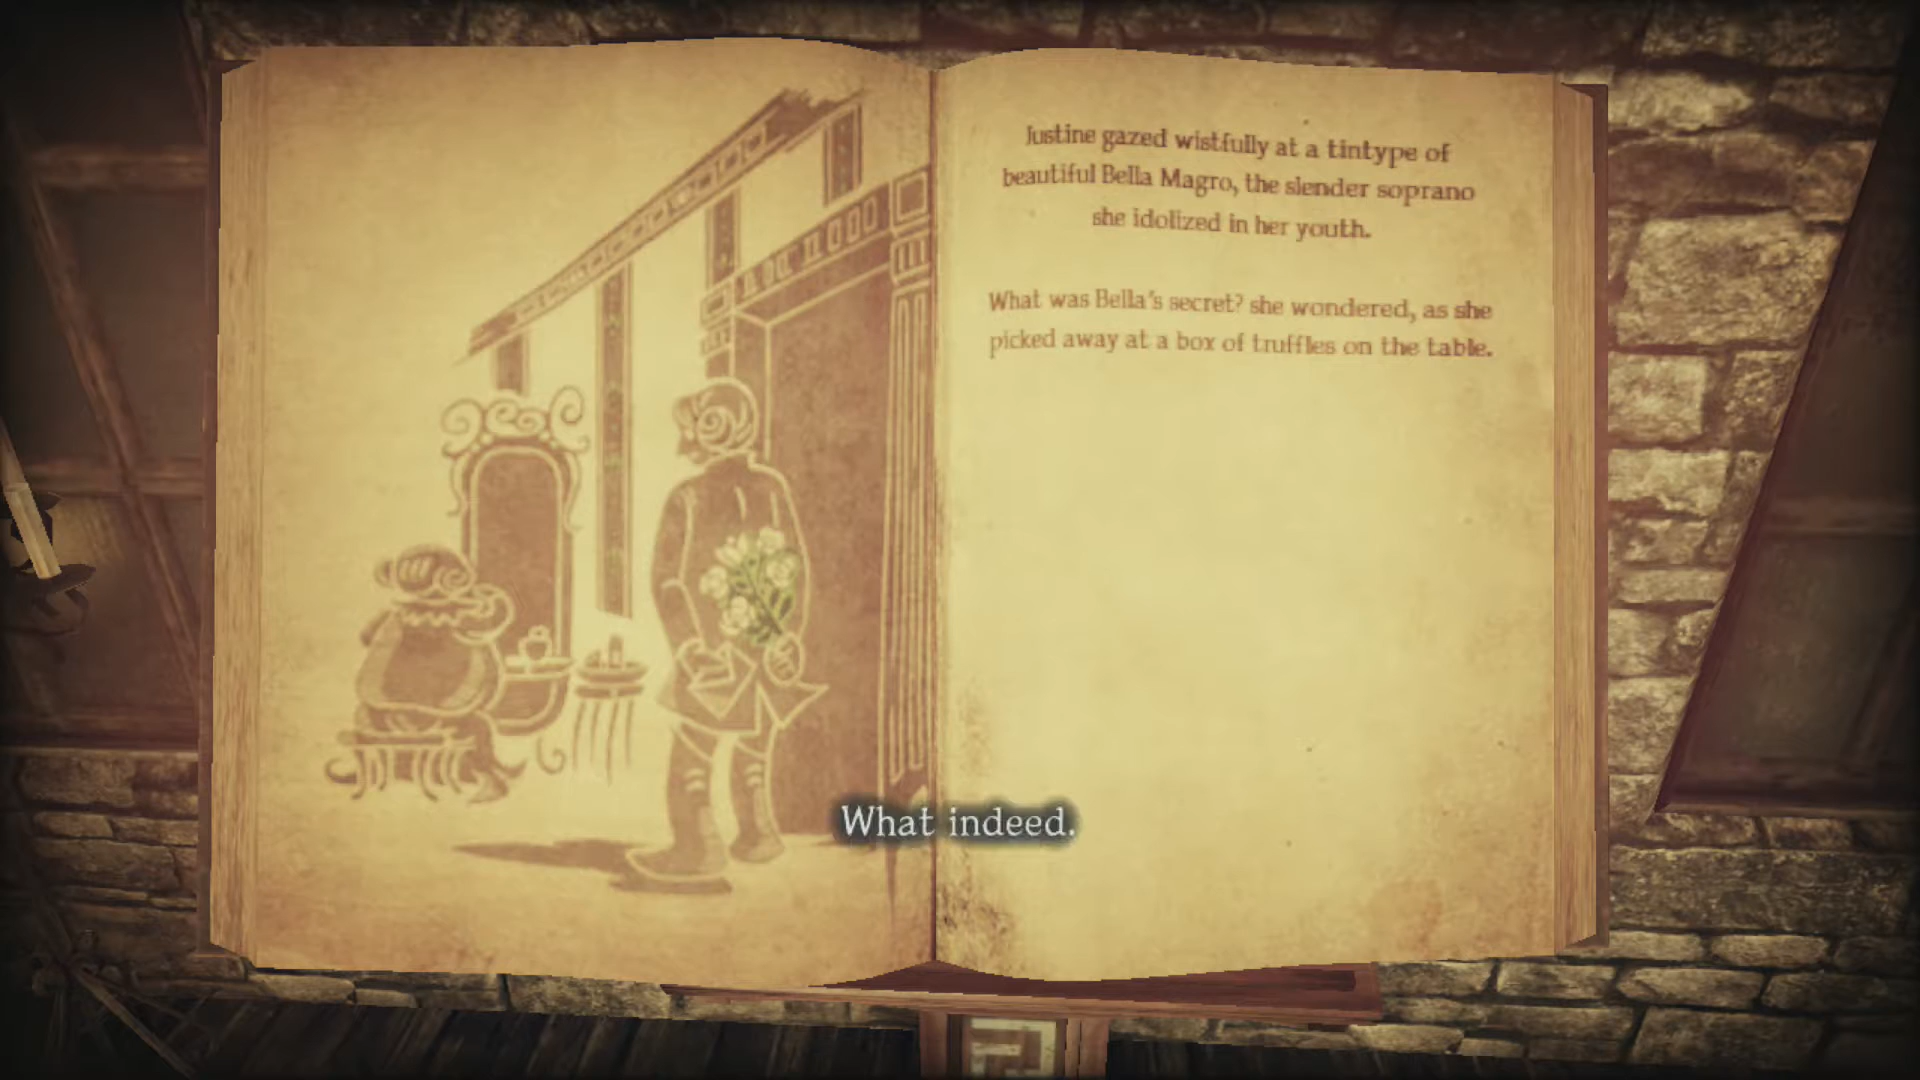 Justine gazed wistfully at a tintype of
beautiful Bella Magro, the slender soprano
she idolized in her youth.
What was Bella's secret? she wondered, as she
picked away at a box of truffles on the table.
What indeed.